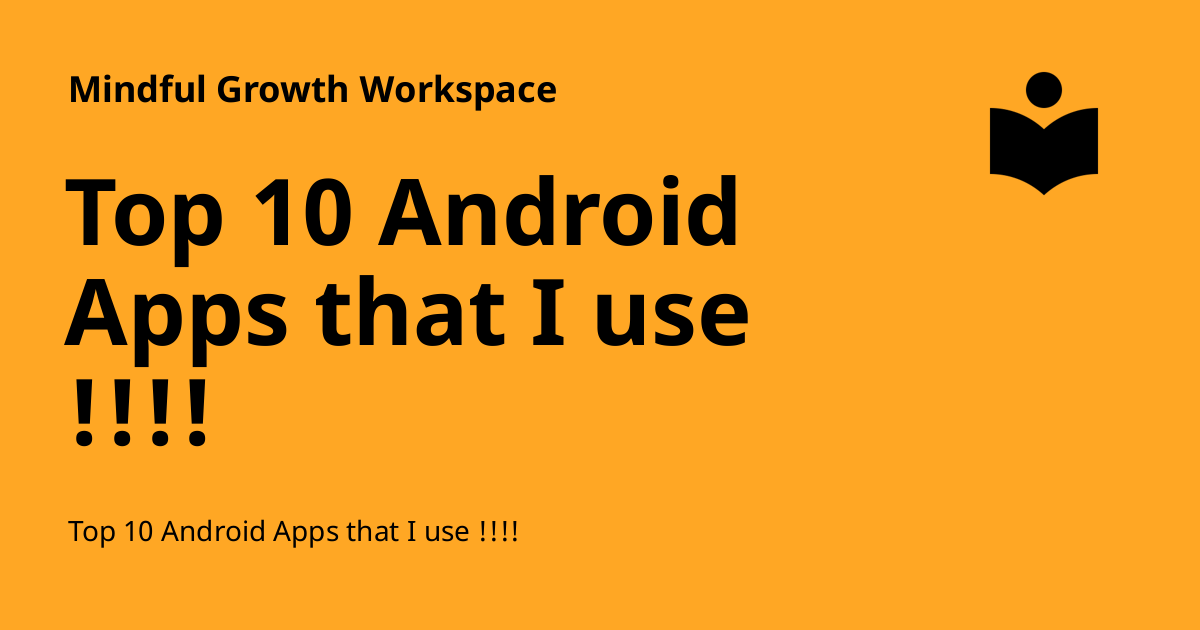 Mindful Growth Workspace
Top 10 Android
Apps that I use
!!!!
Top 10 Android Apps that I use !!!!